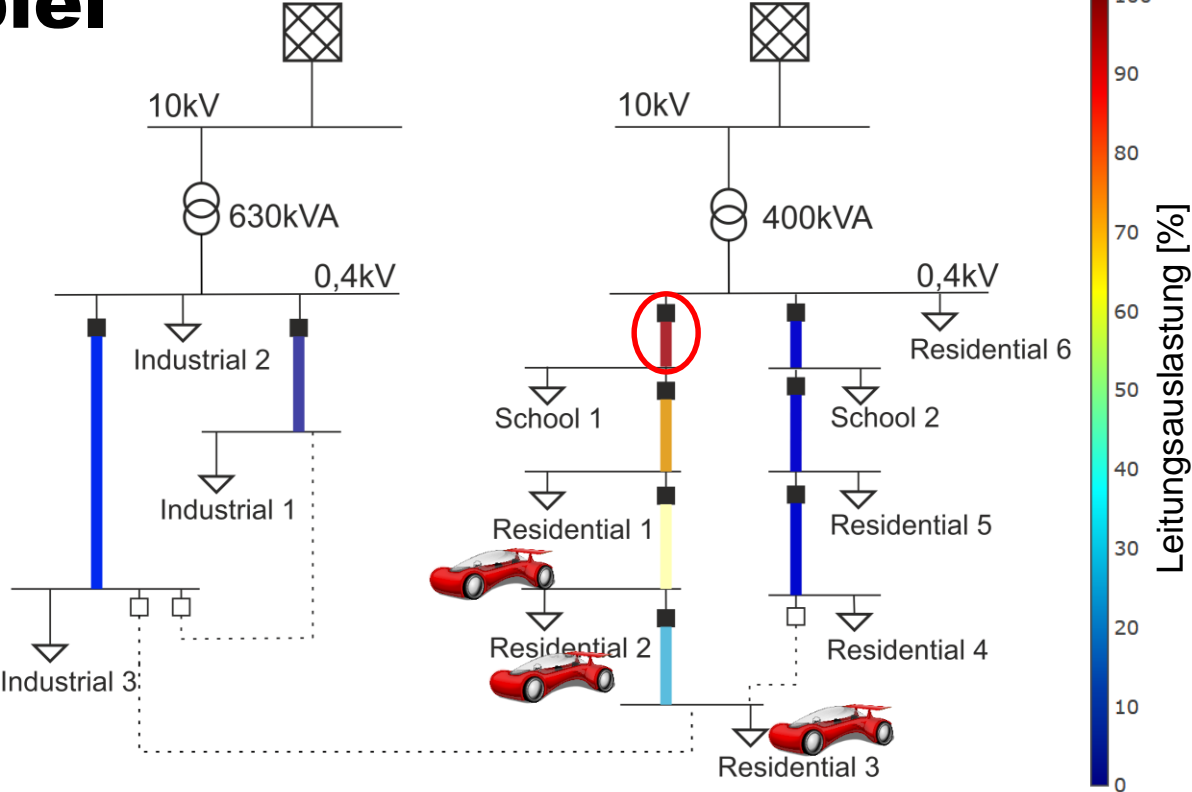 10kV
10kV
630kVA
400kVA
0,4kV
0,4kV
Industrial 2
Residential 6
School 1
School 2
Industrial 1
Residential 1
Residential 5
Residential 2
Residential 4
Industrial 3
Residential 3
90
80
70
60
50
40
30
20
10
0
Leitungsauslastung [%]